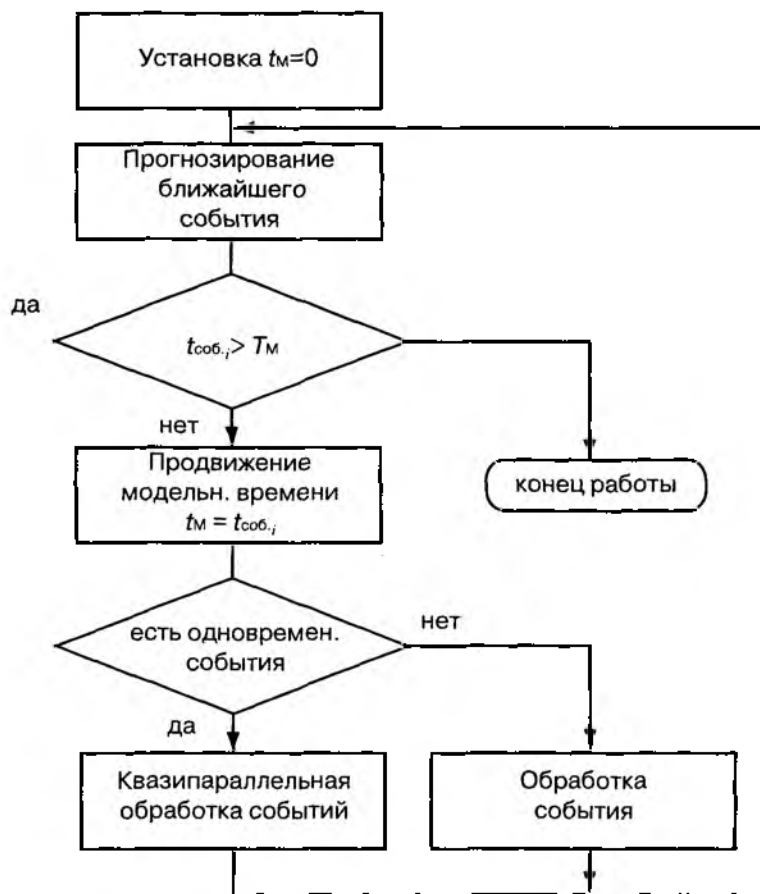 Установка tм=0
Прогнозирование
ближайшего
события
да
tсоб.i > Tм
нет
Продвижение
модельн. времени
tм = tсоб.i
конец работы
есть одновремен.
события
нет
да
Квазипараллельная
обработка событий
Обработка
события